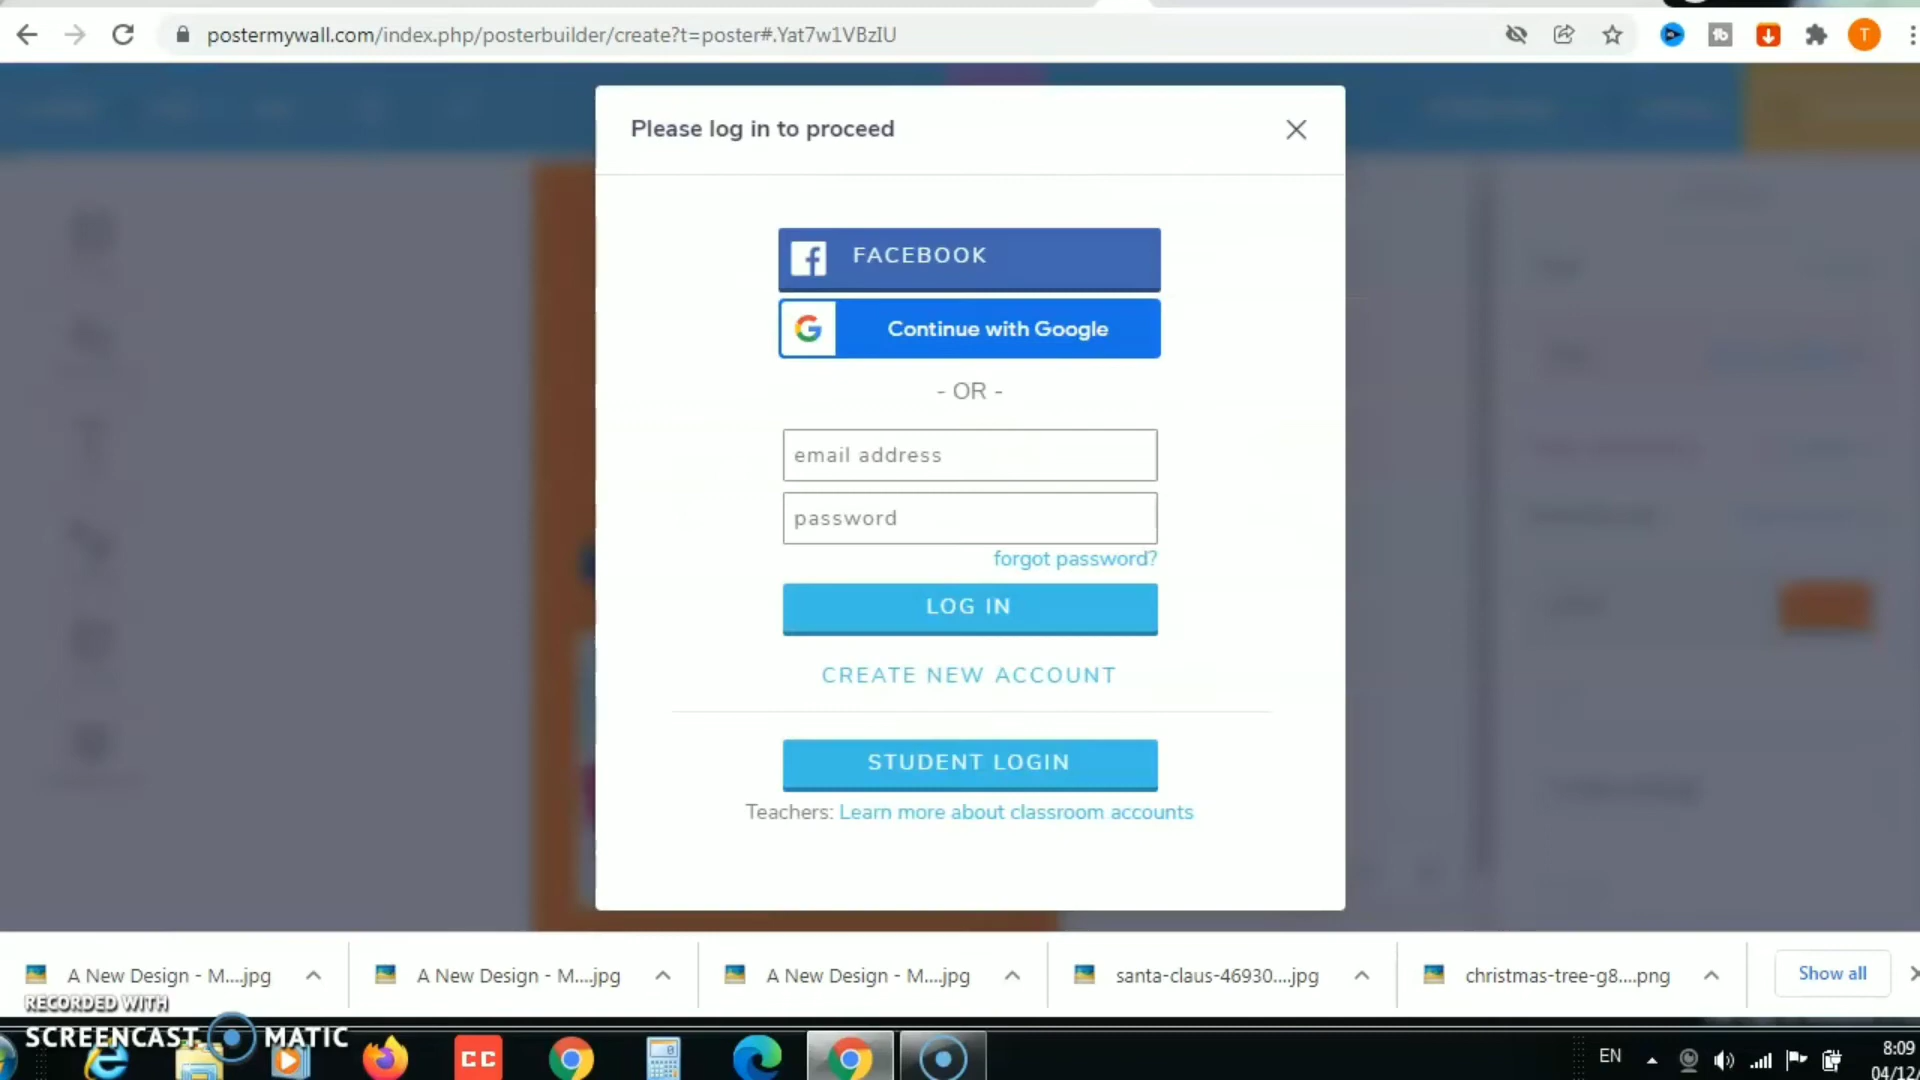 postermywall.com/index.php/posterbuilder/create?t=poster#.Yat7w1VBzIU
T
Please log in to proceed
FACEBOOK
Continue with Google
- OR -
email address
password
forgot password?
LOG IN
CREATE NEW ACCOUNT
STUDENT LOGIN
Teachers: Learn more about classroom accounts
A New Design - M....jpg
A New Design - M....jpg
A New Design - M....jpg
santa-claus-46930....jpg
christmas-tree-g8....png
Show all
RECORDED WITH
SCREENCAST MATIC
CC
EN
8:09
04/12/